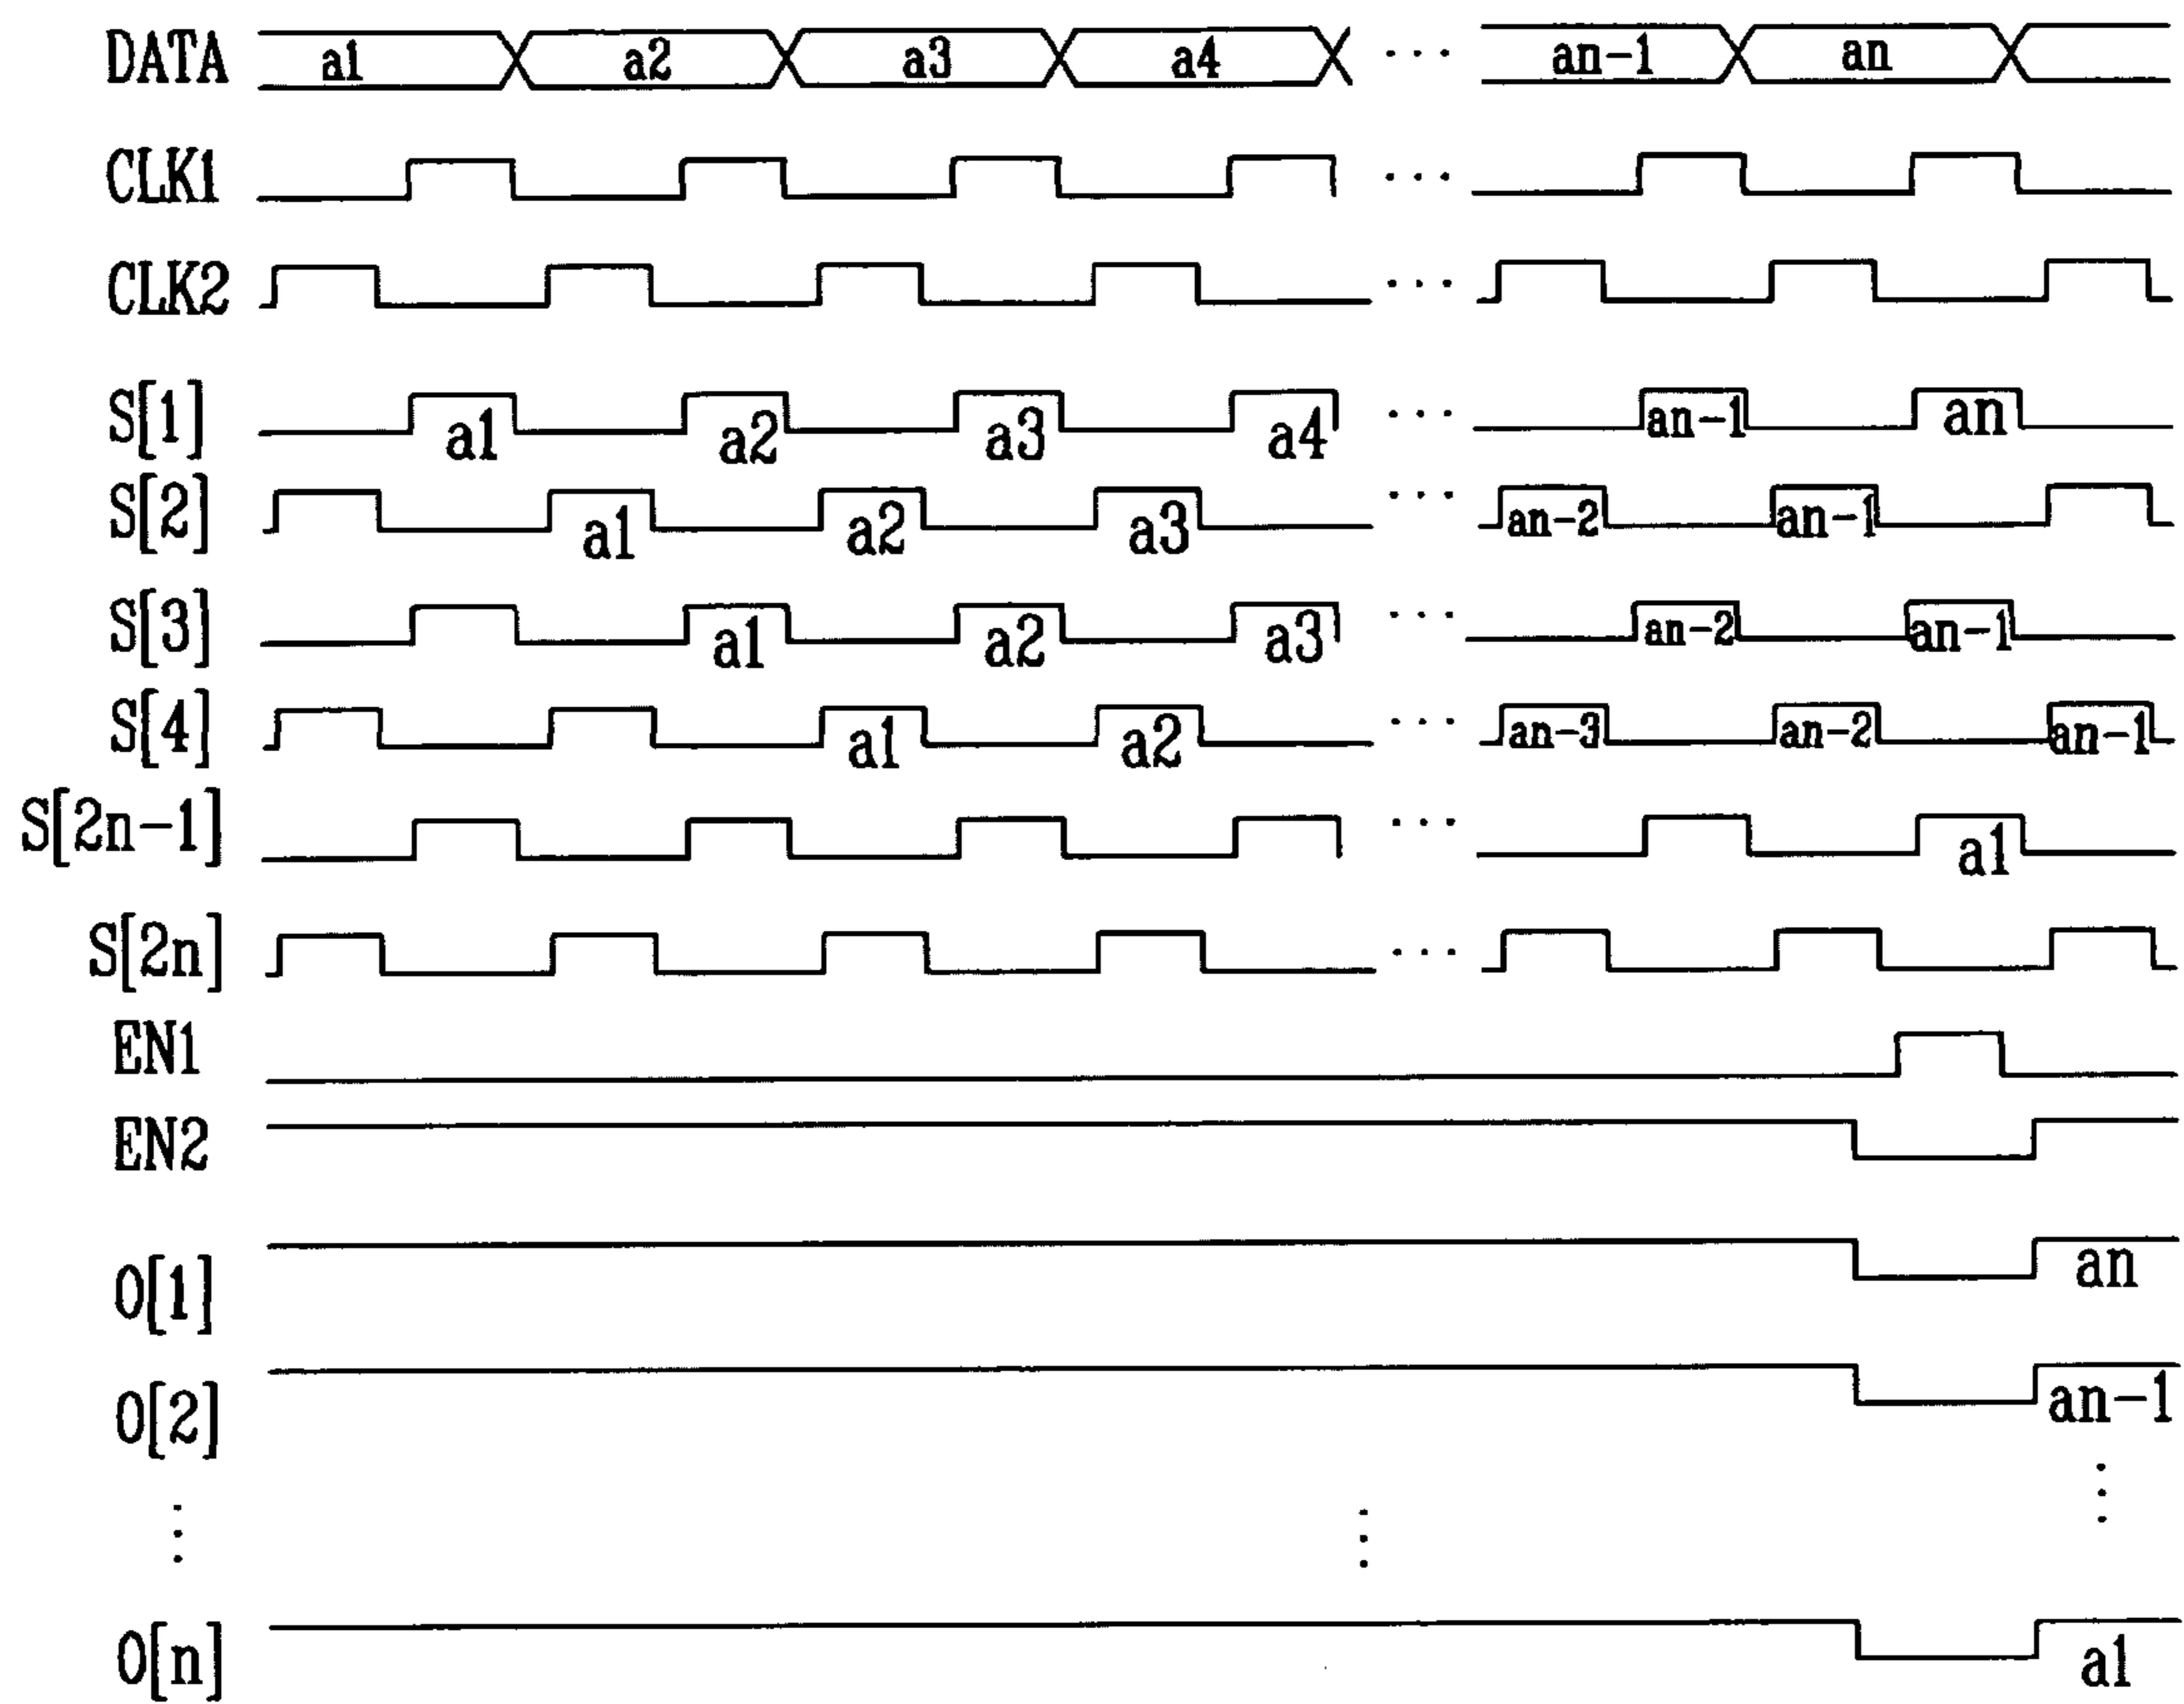 DATA a1 a2 a3 a4 ... an-1 an
CLK1 ...
CLK2 ...
S[1] a1 a2 a3 a4 ... an-1 an
S[2] a1 a2 a3 ... an-2 an-1
S[3] a1 a2 a3 ... an-2 an-1
S[4] a1 a2 ... an-3 an-2 an-1
S[2n-1] ... a1
S[2n] ...
EN1
EN2
O[1] an
O[2] an-1
O[n] a1